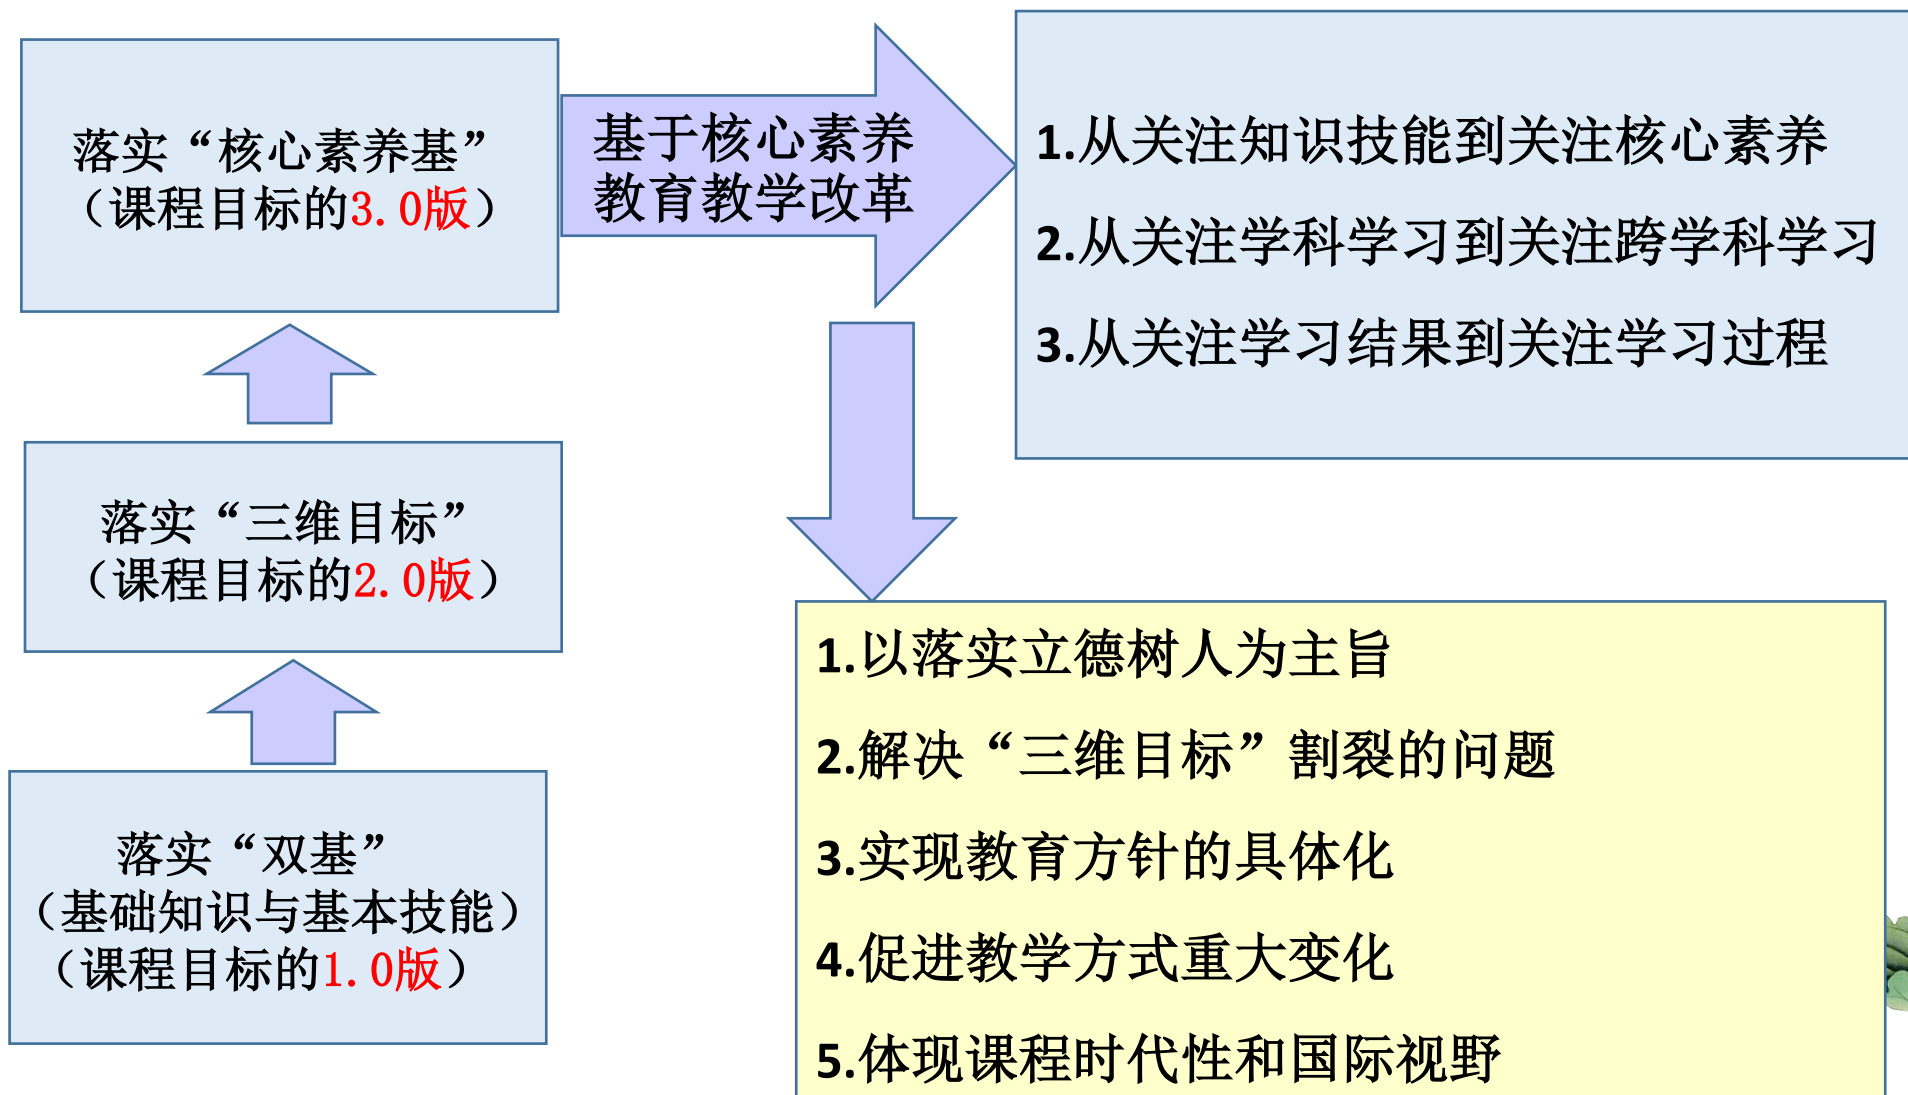 落实“核心素养基”
（课程目标的3.0版）
基于核心素养
教育教学改革
1.从关注知识技能到关注核心素养
2.从关注学科学习到关注跨学科学习
3.从关注学习结果到关注学习过程
落实“三维目标”
（课程目标的2.0版）
落实“双基”
（基础知识与基本技能）
（课程目标的1.0版）
1.以落实立德树人为主旨
2.解决“三维目标”割裂的问题
3.实现教育方针的具体化
4.促进教学方式重大变化
5.体现课程时代性和国际视野